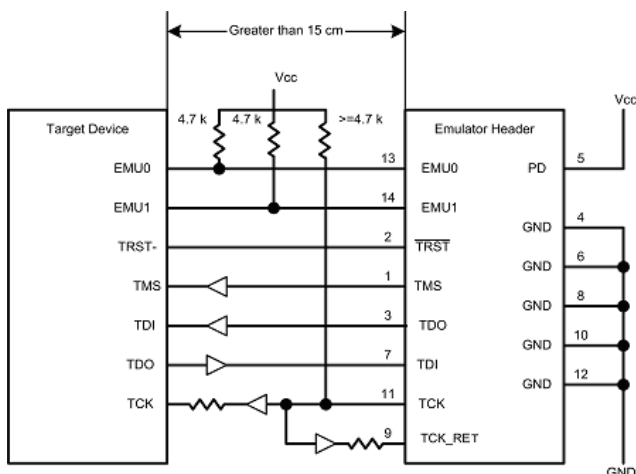 Greater than 15 cm
Vcc
Vcc
4.7 k 4.7 k >=4.7 k
Target Device
Emulator Header
EMU0 13 EMU0 PD 5
EMU1 14 EMU1 GND 4
TRST- 2 TRST GND 6
TMS 1 TMS GND 8
TDI 3 TDO GND 10
TDO 7 TDI GND 12
TCK 11 TCK
9 TCK_RET
GND